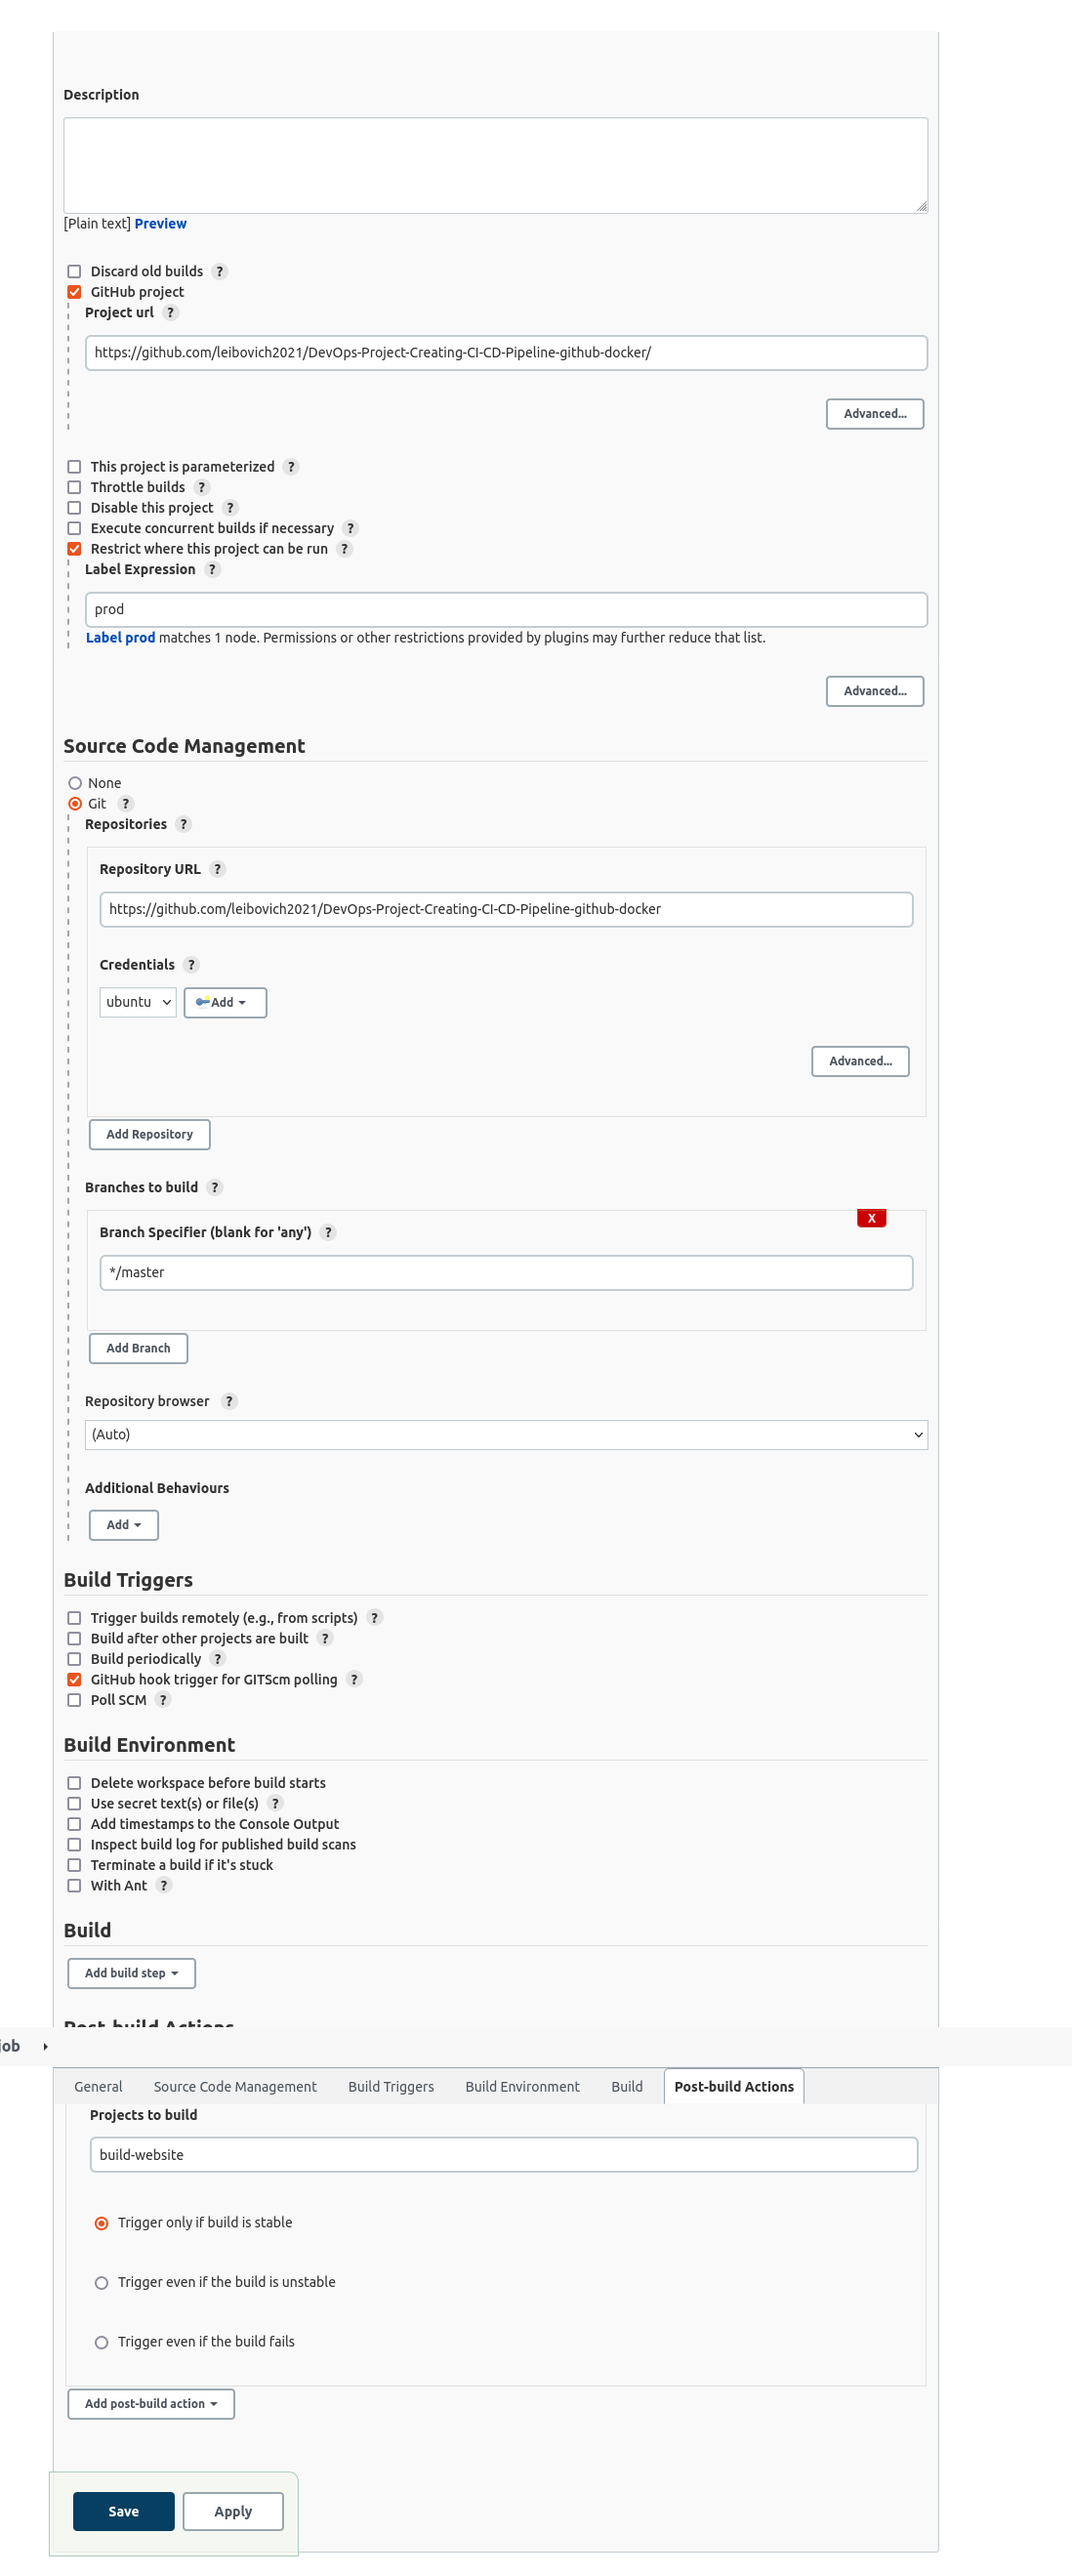 Description
[Plain text] Preview
Discard old builds ?
GitHub project
Project url ?
https://github.com/leibovich2021/DevOps-Project-Creating-CI-CD-Pipeline-github-docker/
Advanced...
This project is parameterized ?
Throttle builds ?
Disable this project ?
Execute concurrent builds if necessary ?
Restrict where this project can be run ?
Label Expression ?
prod
Label prod matches 1 node. Permissions or other restrictions provided by plugins may further reduce that list.
Advanced...
Source Code Management
None
Git ?
Repositories ?
Repository URL ?
https://github.com/leibovich2021/DevOps-Project-Creating-CI-CD-Pipeline-github-docker
Credentials ?
ubuntu Add
Advanced...
Add Repository
Branches to build ?
X
Branch Specifier (blank for 'any') ?
*/master
Add Branch
Repository browser ?
(Auto)
Additional Behaviours
Add
Build Triggers
Trigger builds remotely (e.g., from scripts) ?
Build after other projects are built ?
Build periodically ?
GitHub hook trigger for GITScm polling ?
Poll SCM ?
Build Environment
Delete workspace before build starts
Use secret text(s) or file(s) ?
Add timestamps to the Console Output
Inspect build log for published build scans
Terminate a build if it's stuck
With Ant ?
Build
Add build step
Post-build Actions
job
General Source Code Management Build Triggers Build Environment Build Post-build Actions
Projects to build
build-website
Trigger only if build is stable
Trigger even if the build is unstable
Trigger even if the build fails
Add post-build action
Save Apply